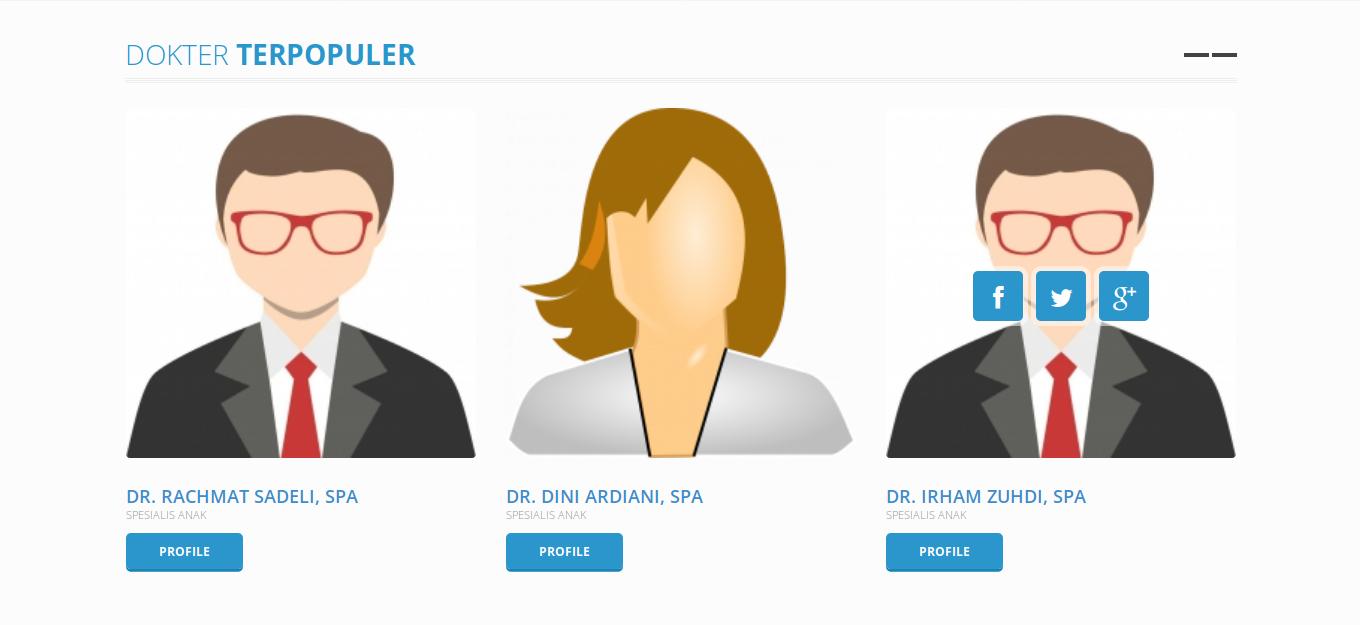 DOKTER TERPOPULER
DR. RACHMAT SADELI, SPA
SPESIALIS ANAK
PROFILE
DR. DINI ARDIANI, SPA
SPESIALIS ANAK
PROFILE
f
g+
DR. IRHAM ZUHDI, SPA
SPESIALIS ANAK
PROFILE